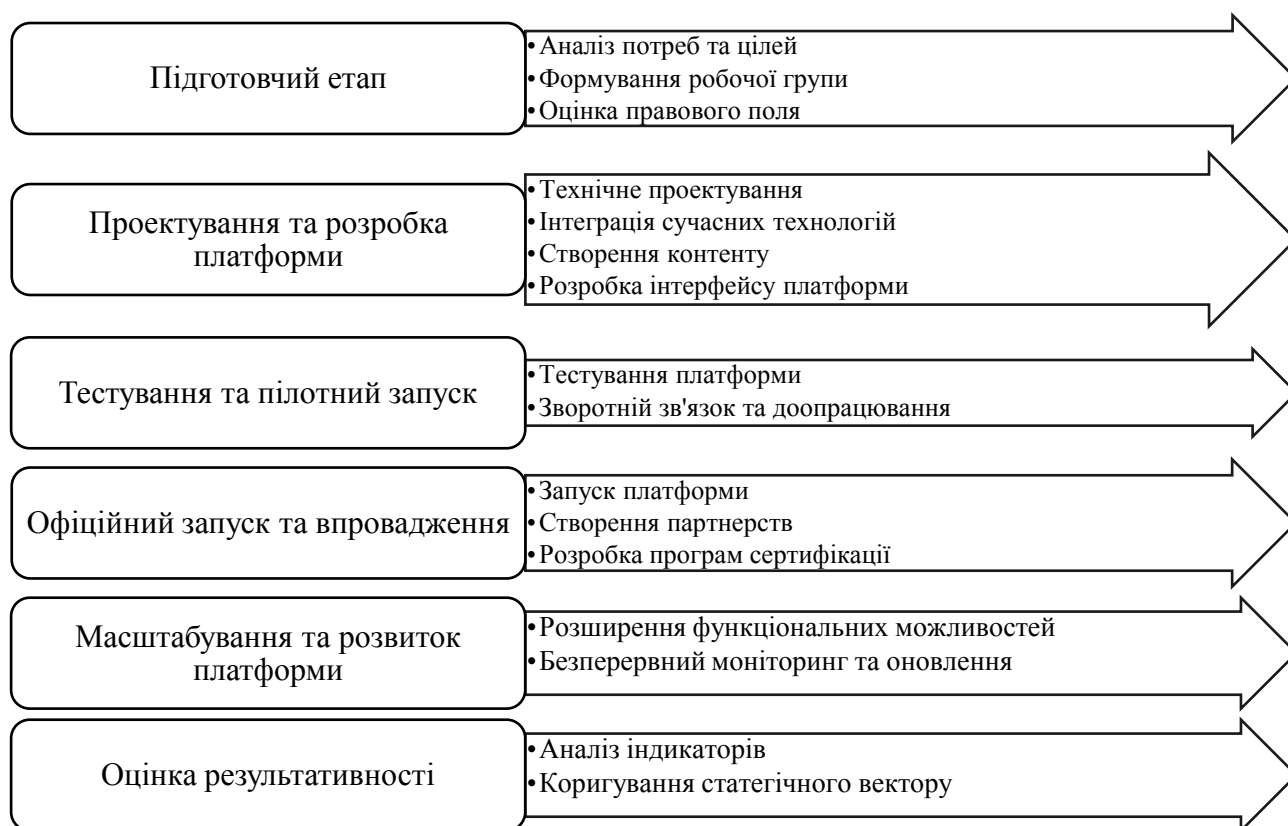 Підготовчий етап
•Аналіз потреб та цілей
•Формування робочої групи
•Оцінка правового поля
Проектування та розробка
платформи
•Технічне проектування
•Інтеграція сучасних технологій
•Створення контенту
•Розробка інтерфейсу платформи
Тестування та пілотний запуск
•Тестування платформи
•Зворотній зв'язок та доопрацювання
Офіційний запуск та впровадження
•Запуск платформи
•Створення партнерств
•Розробка програм сертифікації
Масштабування та розвиток
платформи
•Розширення функціональних можливостей
•Безперервний моніторинг та оновлення
Оцінка результативності
•Аналіз індикаторів
•Коригування статегічного вектору